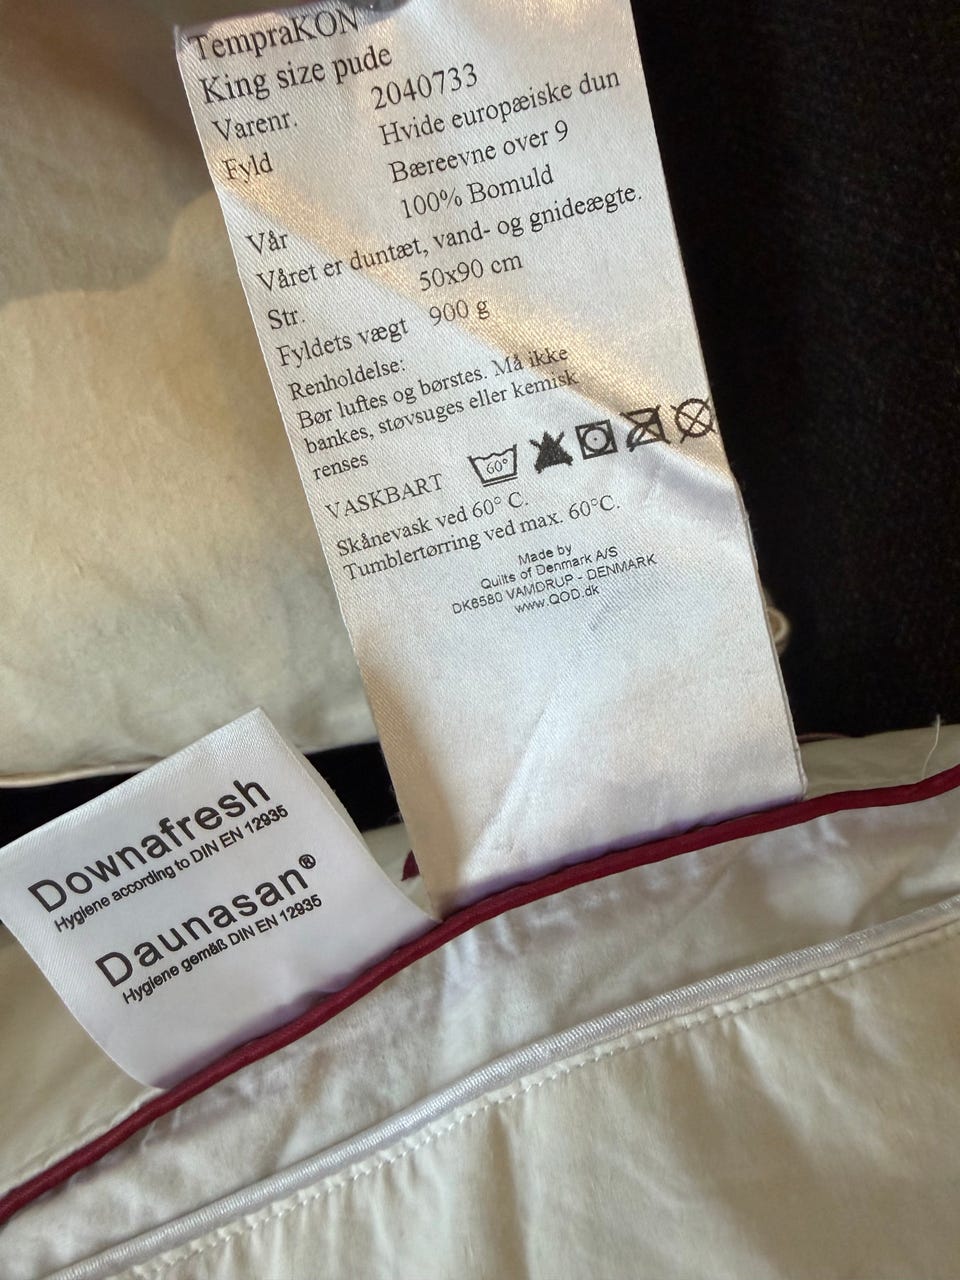 TempraKON
King size pude
Varenr. 2040733
Fyld Hvide europæiske dun
Bæreevne over 9
Vår 100% Bomuld
Våret er duntæt, vand- og gnideægte.
Str. 50x90 cm
Fyldets vægt 900 g
Renholdelse:
Bør luftes og børstes. Må ikke
bankes, støvsuges eller kemisk
renses
VASKBART 60°
Skånevask ved 60° C.
Tumblertørring ved max. 60°C.
Made by
Quilts of Denmark A/S
DK6580 VAMDRUP - DENMARK
www.QOD.dk
Downafresh
Hygiene according to DIN EN 12935
Daunasan®
Hygiene gemäß DIN EN 12935